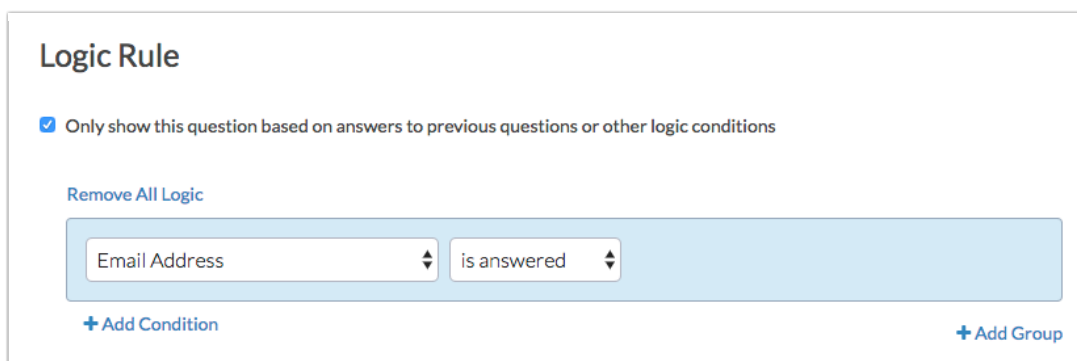 Logic Rule
Only show this question based on answers to previous questions or other logic conditions
Remove All Logic
Email Address is answered
+ Add Condition
+ Add Group